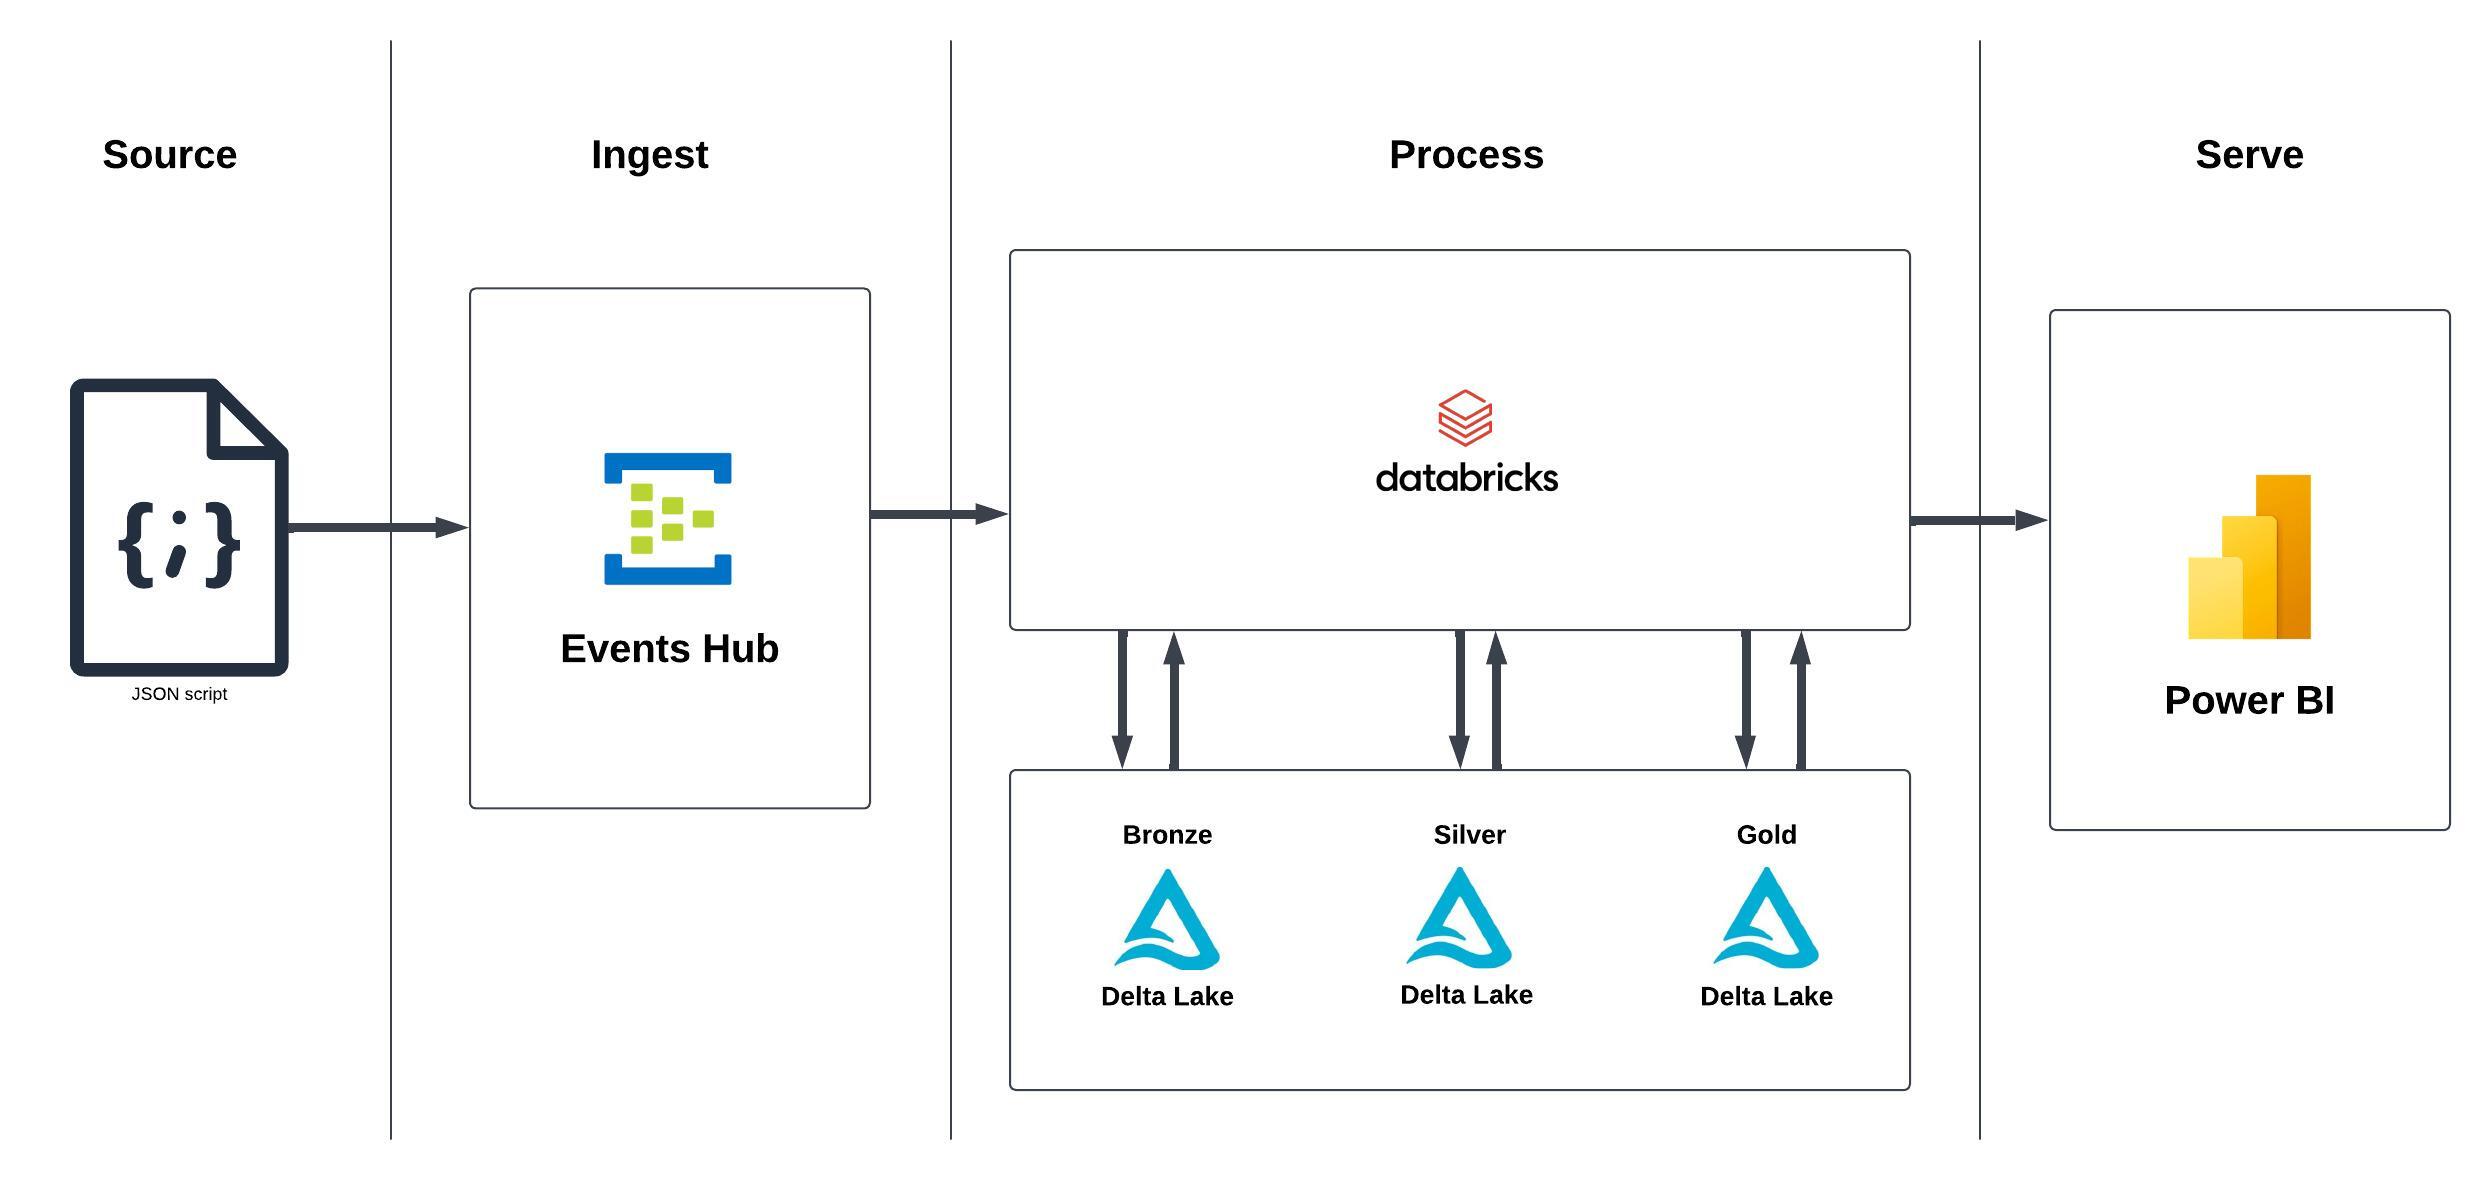 Source
Ingest
Process
Serve
{;}
JSON script
Events Hub
databricks
Power BI
Bronze
Silver
Gold
Delta Lake
Delta Lake
Delta Lake